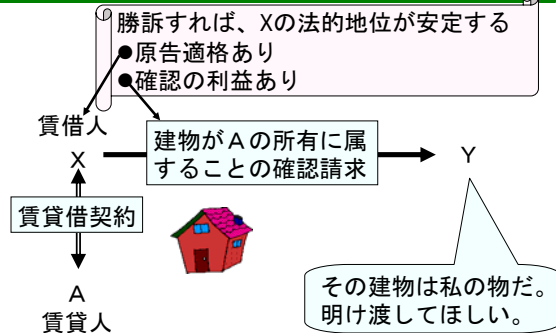 勝訴すれば、Xの法的地位が安定する
●原告適格あり
●確認の利益あり
賃借人
X
建物がAの所有に属
することの確認請求
Y
賃貸借契約
A
賃貸人
その建物は私の物だ。
明け渡してほしい。